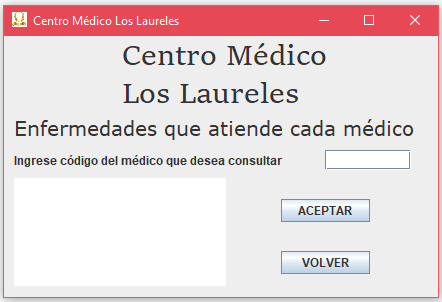 Centro Médico Los Laureles
Centro Médico
Los Laureles
Enfermedades que atiende cada médico
Ingrese código del médico que desea consultar
ACEPTAR
VOLVER